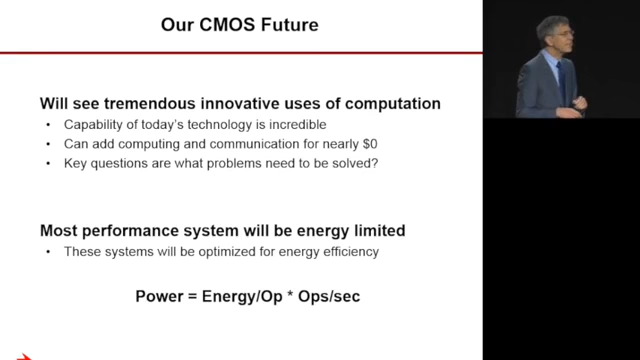 Our CMOS Future
Will see tremendous innovative uses of computation
• Capability of today's technology is incredible
• Can add computing and communication for nearly $0
• Key questions are what problems need to be solved?
Most performance system will be energy limited
• These systems will be optimized for energy efficiency
Power = Energy/Op * Ops/sec